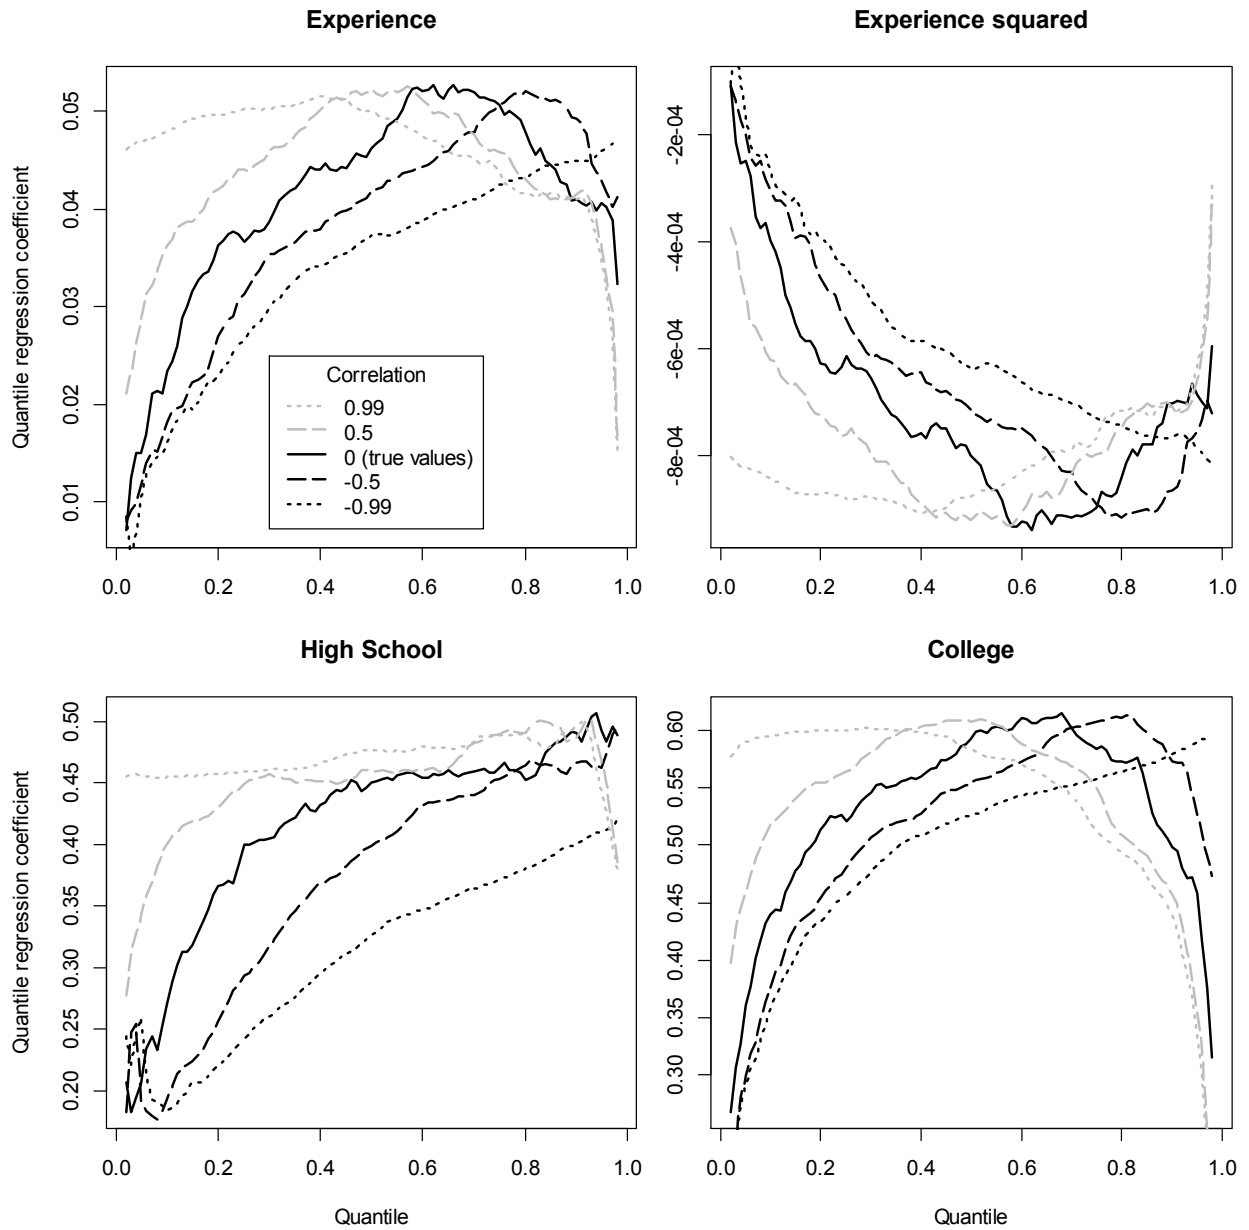 Experience
Experience squared
Quantile regression coefficient
0.05
0.04
0.03
0.02
0.01
Correlation
0.99
0.5
0 (true values)
-0.5
-0.99
0.0 0.2 0.4 0.6 0.8 1.0
-2e-04
-4e-04
-6e-04
-8e-04
0.0 0.2 0.4 0.6 0.8 1.0
High School
College
Quantile regression coefficient
0.50
0.45
0.40
0.35
0.30
0.25
0.20
0.0 0.2 0.4 0.6 0.8 1.0
Quantile
0.60
0.55
0.50
0.45
0.40
0.35
0.30
0.0 0.2 0.4 0.6 0.8 1.0
Quantile